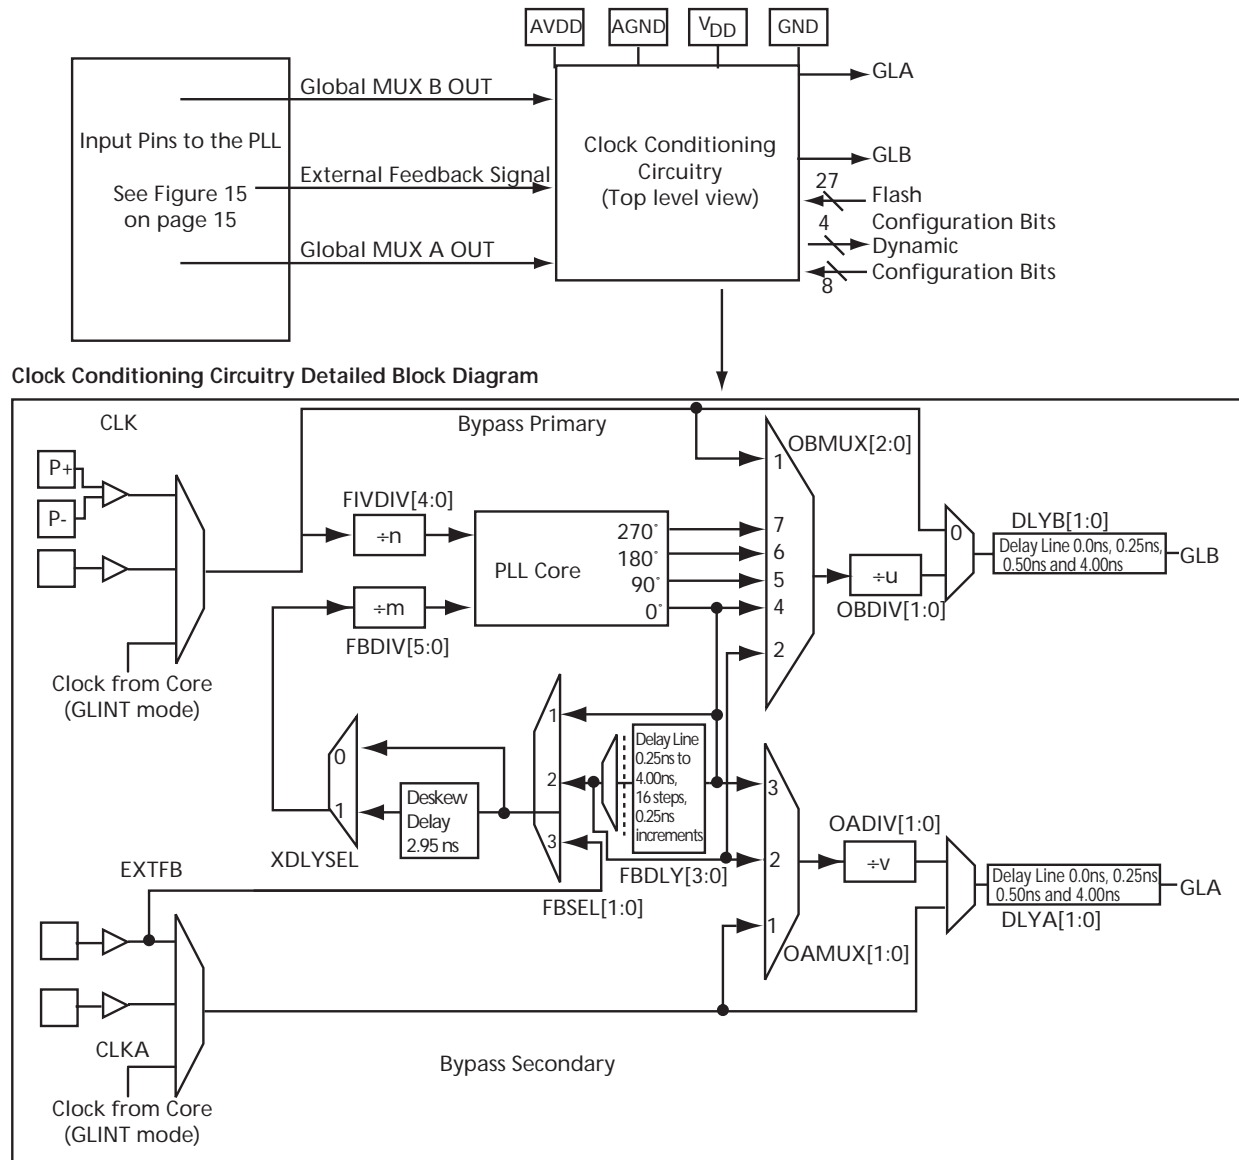 AVDD
AGND
VDD
GND
Global MUX B OUT
Input Pins to the PLL
See Figure 15
on page 15
External Feedback Signal
Global MUX A OUT
Clock Conditioning
Circuitry
(Top level view)
GLA
GLB
27
Flash
Configuration Bits
4
Dynamic
Configuration Bits
8
Clock Conditioning Circuitry Detailed Block Diagram
CLK
Bypass Primary
P+
P-
FIVDIV[4:0]
÷n
÷m
FBDIV[5:0]
PLL Core
270˚
180˚
90˚
0˚
OBMUX[2:0]
1
7
6
5
4
2
÷u
OBDIV[1:0]
0
DLYB[1:0]
Delay Line 0.0ns, 0.25ns,
0.50ns and 4.00ns
GLB
Clock from Core
(GLINT mode)
0
1
XDLYSEL
Deskew
Delay
2.95 ns
1
2
3
FBSEL[1:0]
Delay Line
0.25ns to
4.00ns,
16 steps,
0.25ns
increments
FBDLY[3:0]
3
2
1
OAMUX[1:0]
OADIV[1:0]
÷v
Delay Line 0.0ns, 0.25ns
0.50ns and 4.00ns
DLYA[1:0]
GLA
EXTFB
CLKA
Bypass Secondary
Clock from Core
(GLINT mode)